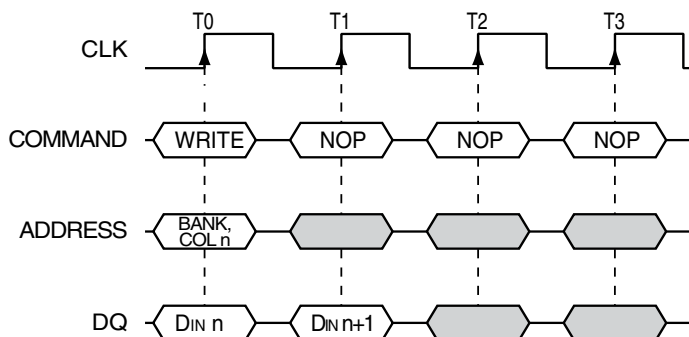 T0 T1 T2 T3
CLK
COMMAND WRITE NOP NOP NOP
ADDRESS BANK,
COL n
DQ DIN n DIN n+1